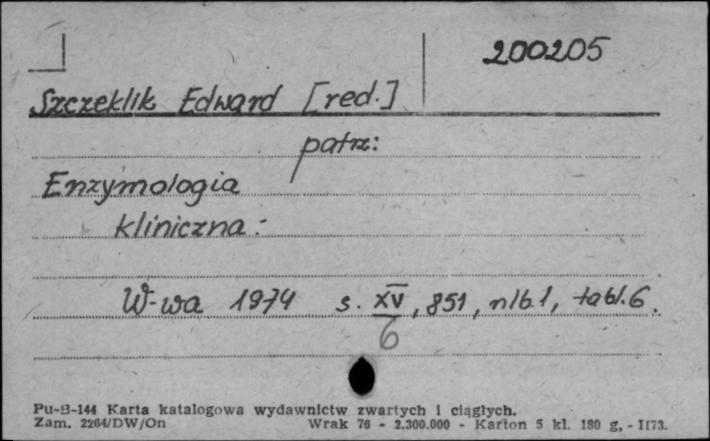 200205
Szczeklik Edward [red.]
patrz:
Enzymologia
kliniczna.
W-wa 1974 s. XV, 851, nlb. 1, tabl. 6.
6
Pu-B-144 Karta katalogowa wydawnictw zwartych i ciągłych.
Zam. 2264/DW/On Wrak 76 - 2.300.000 - Karton 5 kl. 180 g. - II73.